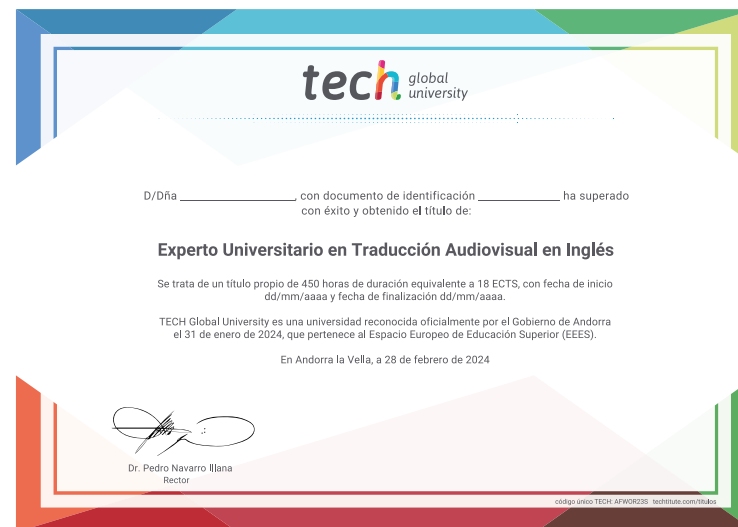 tech global university
D/Dña ______________, con documento de identificación __________ ha superado
con éxito y obtenido el título de:
Experto Universitario en Traducción Audiovisual en Inglés
Se trata de un título propio de 450 horas de duración equivalente a 18 ECTS, con fecha de inicio
dd/mm/aaaa y fecha de finalización dd/mm/aaaa.
TECH Global University es una universidad reconocida oficialmente por el Gobierno de Andorra
el 31 de enero de 2024, que pertenece al Espacio Europeo de Educación Superior (EEES).
En Andorra la Vella, a 28 de febrero de 2024
Dr. Pedro Navarro Illana
Rector
código único TECH: AFWOR23S techtitute.com/titulos